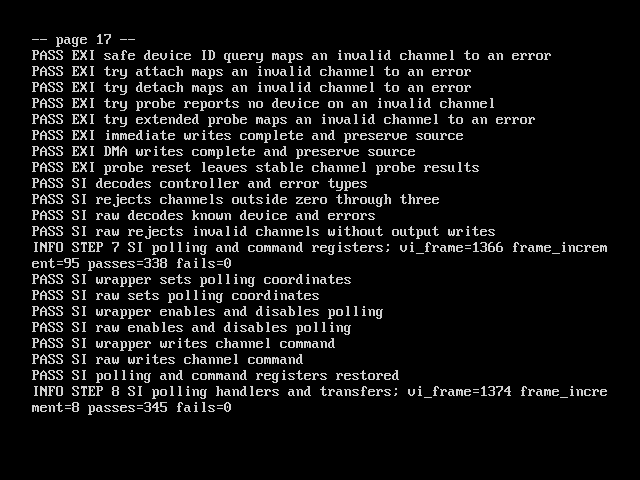 -- page 17 --
PASS EXI safe device ID query maps an invalid channel to an error
PASS EXI try attach maps an invalid channel to an error
PASS EXI try detach maps an invalid channel to an error
PASS EXI try probe reports no device on an invalid channel
PASS EXI try extended probe maps an invalid channel to an error
PASS EXI immediate writes complete and preserve source
PASS EXI DMA writes complete and preserve source
PASS EXI probe reset leaves stable channel probe results
PASS SI decodes controller and error types
PASS SI rejects channels outside zero through three
PASS SI raw decodes known device and errors
PASS SI raw rejects invalid channels without output writes
INFO STEP 7 SI polling and command registers; vi_frame=1366 frame_increm
ent=95 passes=338 fails=0
PASS SI wrapper sets polling coordinates
PASS SI raw sets polling coordinates
PASS SI wrapper enables and disables polling
PASS SI raw enables and disables polling
PASS SI wrapper writes channel command
PASS SI raw writes channel command
PASS SI polling and command registers restored
INFO STEP 8 SI polling handlers and transfers; vi_frame=1374 frame_incre
ment=8 passes=345 fails=0